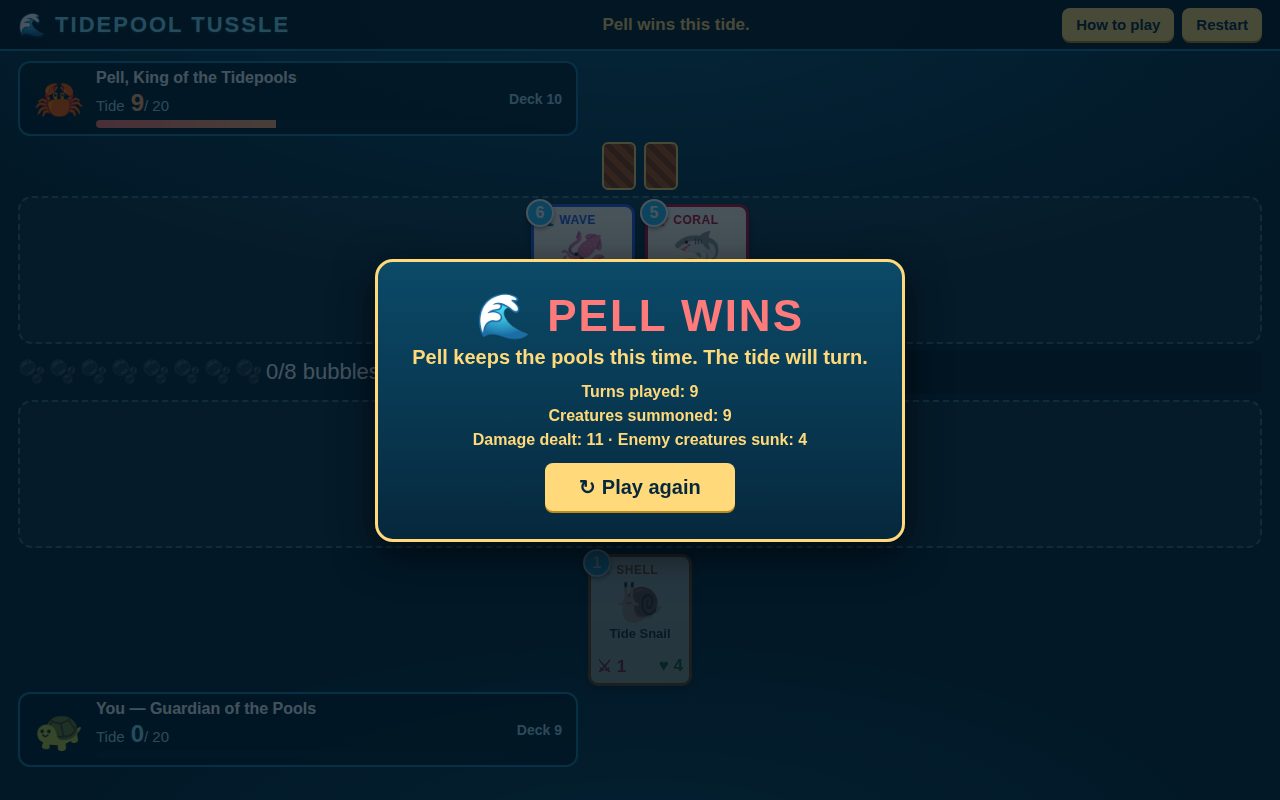 TIDEPOOL TUSSLE
Pell wins this tide.
How to play
Restart
Pell, King of the Tidepools
Tide 9/ 20
Deck 10
6 WAVE
5 CORAL
PELL WINS
Pell keeps the pools this time. The tide will turn.
0/8 bubbles
Turns played: 9
Creatures summoned: 9
Damage dealt: 11 · Enemy creatures sunk: 4
↻ Play again
1 SHELL
Tide Snail
⚔ 1 ♥ 4
You — Guardian of the Pools
Tide 0/ 20
Deck 9